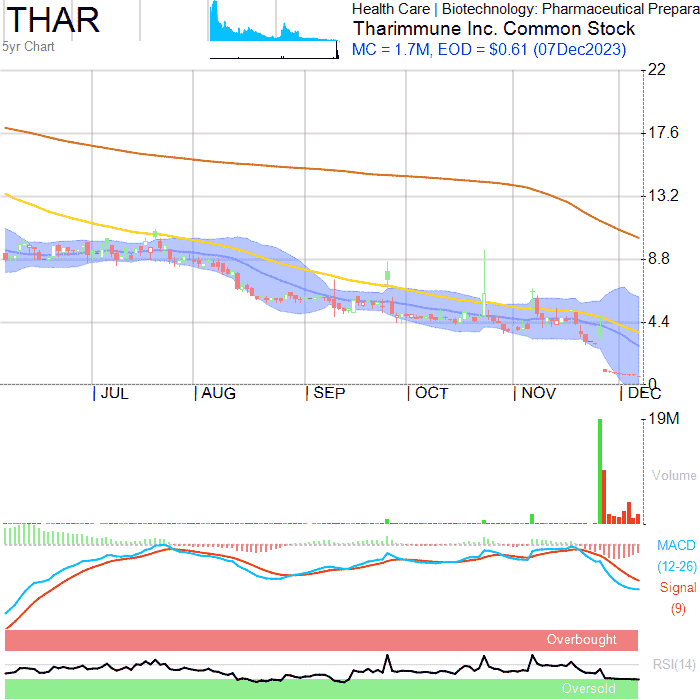 THAR
5yr Chart
Health Care | Biotechnology: Pharmaceutical Prepara
Tharimmune Inc. Common Stock
MC = 1.7M, EOD = $0.61 (07Dec2023)
22
17.6
13.2
8.8
4.4
0
JUL AUG SEP OCT NOV DEC
19M
Volume
MACD
(12-26)
Signal
(9)
Overbought
RSI(14)
Oversold